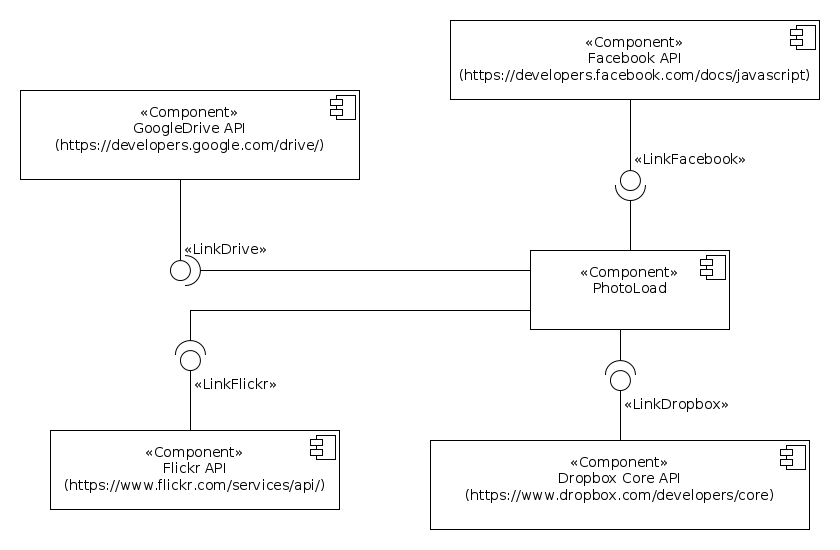 «Component»
Facebook API
(https://developers.facebook.com/docs/javascript)
«Component»
GoogleDrive API
(https://developers.google.com/drive/)
«LinkFacebook»
«LinkDrive»
«Component»
PhotoLoad
«LinkFlickr»
«LinkDropbox»
«Component»
Flickr API
(https://www.flickr.com/services/api/)
«Component»
Dropbox Core API
(https://www.dropbox.com/developers/core)